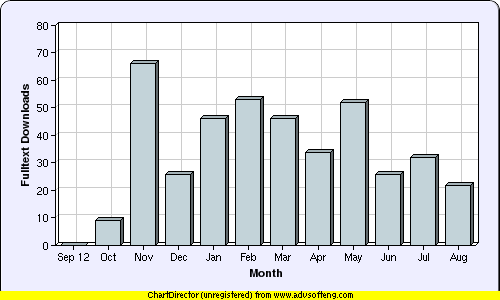 80
70
60
50
40
30
20
10
0
Fulltext Downloads
Sep 12 Oct Nov Dec Jan Feb Mar Apr May Jun Jul Aug
Month
ChartDirector (unregistered) from www.advsofteng.com